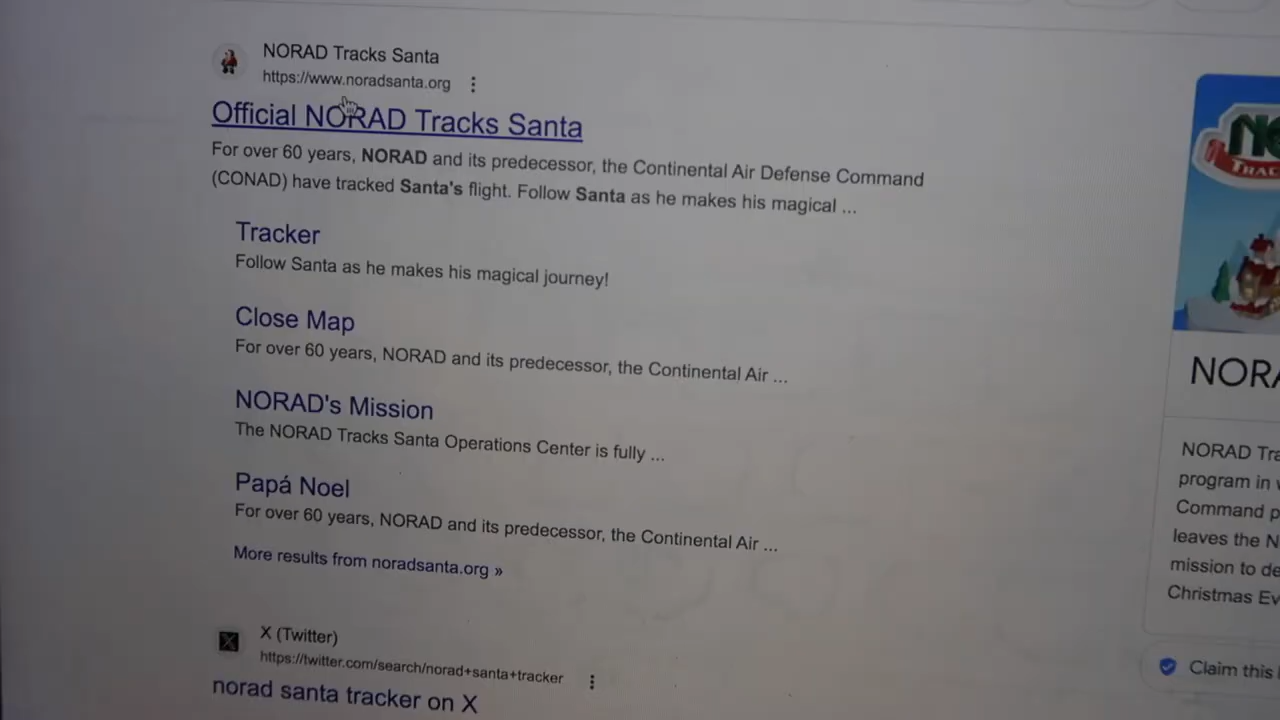 NORAD Tracks Santa
https://www.noradsanta.org
Official NORAD Tracks Santa
For over 60 years, NORAD and its predecessor, the Continental Air Defense Command
(CONAD) have tracked Santa's flight. Follow Santa as he makes his magical ...
Tracker
Follow Santa as he makes his magical journey!
Close Map
For over 60 years, NORAD and its predecessor, the Continental Air ...
NORAD's Mission
The NORAD Tracks Santa Operations Center is fully ...
Papá Noel
For over 60 years, NORAD and its predecessor, the Continental Air ...
More results from noradsanta.org »
X (Twitter)
https://twitter.com/search/norad+santa+tracker
norad santa tracker on X
NORAD Tra
program in
Command p
leaves the N
mission to de
Christmas Ev
Claim this